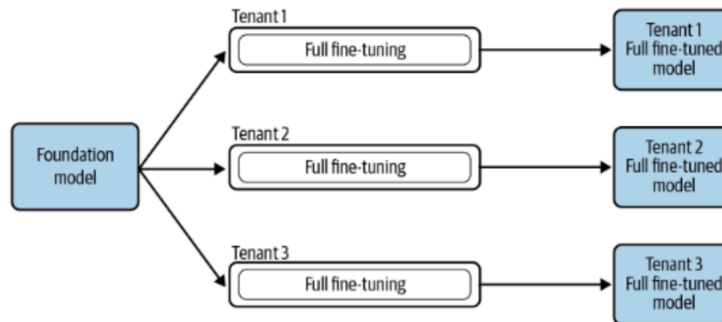 Tenant 1
Full fine-tuning
Tenant 1
Full fine-tuned
model
Foundation
model
Tenant 2
Full fine-tuning
Tenant 2
Full fine-tuned
model
Tenant 3
Full fine-tuning
Tenant 3
Full fine-tuned
model